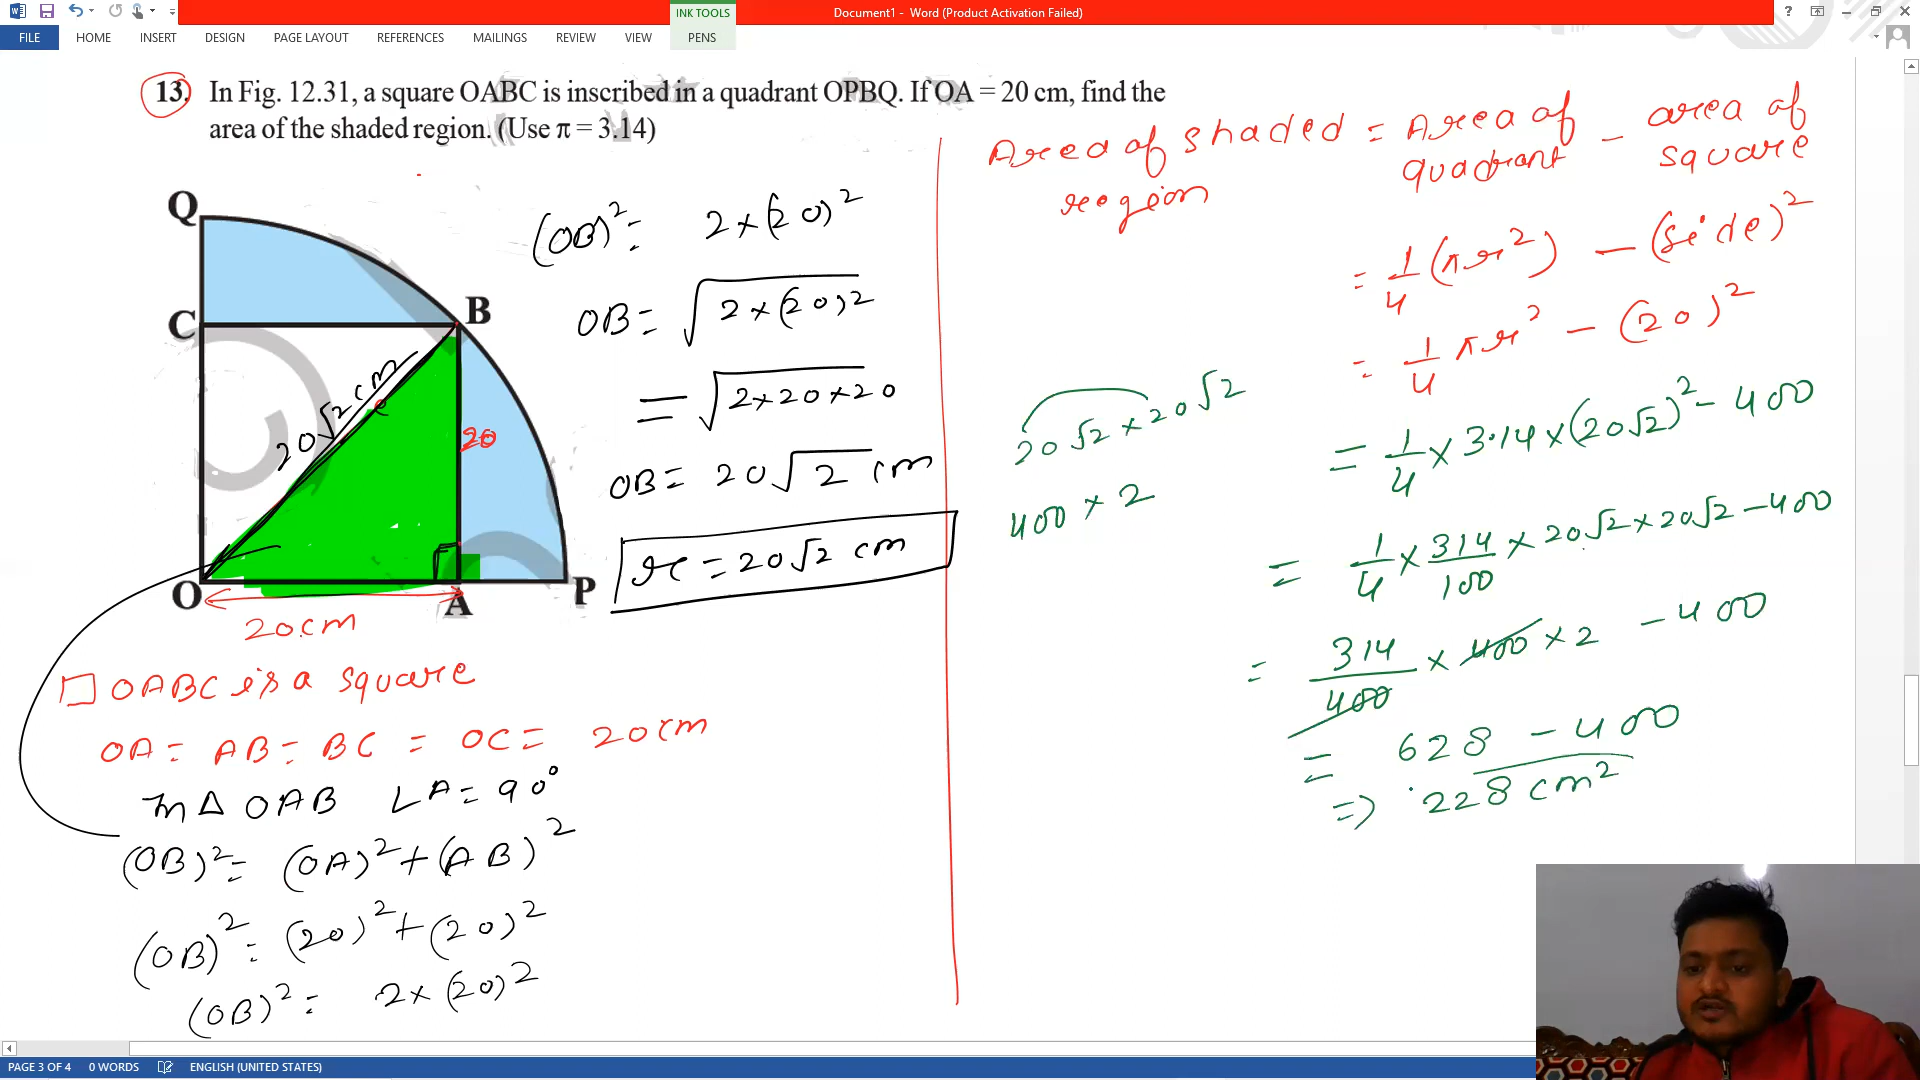 INK TOOLS
Document1 - Word (Product Activation Failed)
FILE HOME INSERT DESIGN PAGE LAYOUT REFERENCES MAILINGS REVIEW VIEW PENS
13. In Fig. 12.31, a square OABC is inscribed in a quadrant OPBQ. If OA = 20 cm, find the
area of the shaded region. (Use π = 3.14)
Q
C
B
O
A
P
20√2 cm
20
20cm
□ OABC is a square
OA = AB = BC = OC = 20cm
In Δ OAB ∠A = 90°
(OB)² = (OA)² + (AB)²
(OB)² = (20)² + (20)²
(OB)² = 2×(20)²
(OB)² = 2×(20)²
OB = √2×(20)²
= √2×20×20
OB = 20√2 cm
r = 20√2 cm
Area of shaded region = Area of quadrant – area of square
= 1/4 (πr²) – (side)²
= 1/4 πr² – (20)²
= 1/4 × 3.14 × (20√2)² – 400
20√2 × 20√2
400 × 2
= 1/4 × 314/100 × 20√2 × 20√2 – 400
= 314/400 × 400 × 2 – 400
= 628 – 400
=> 228 cm²
PAGE 3 OF 4 0 WORDS ENGLISH (UNITED STATES)